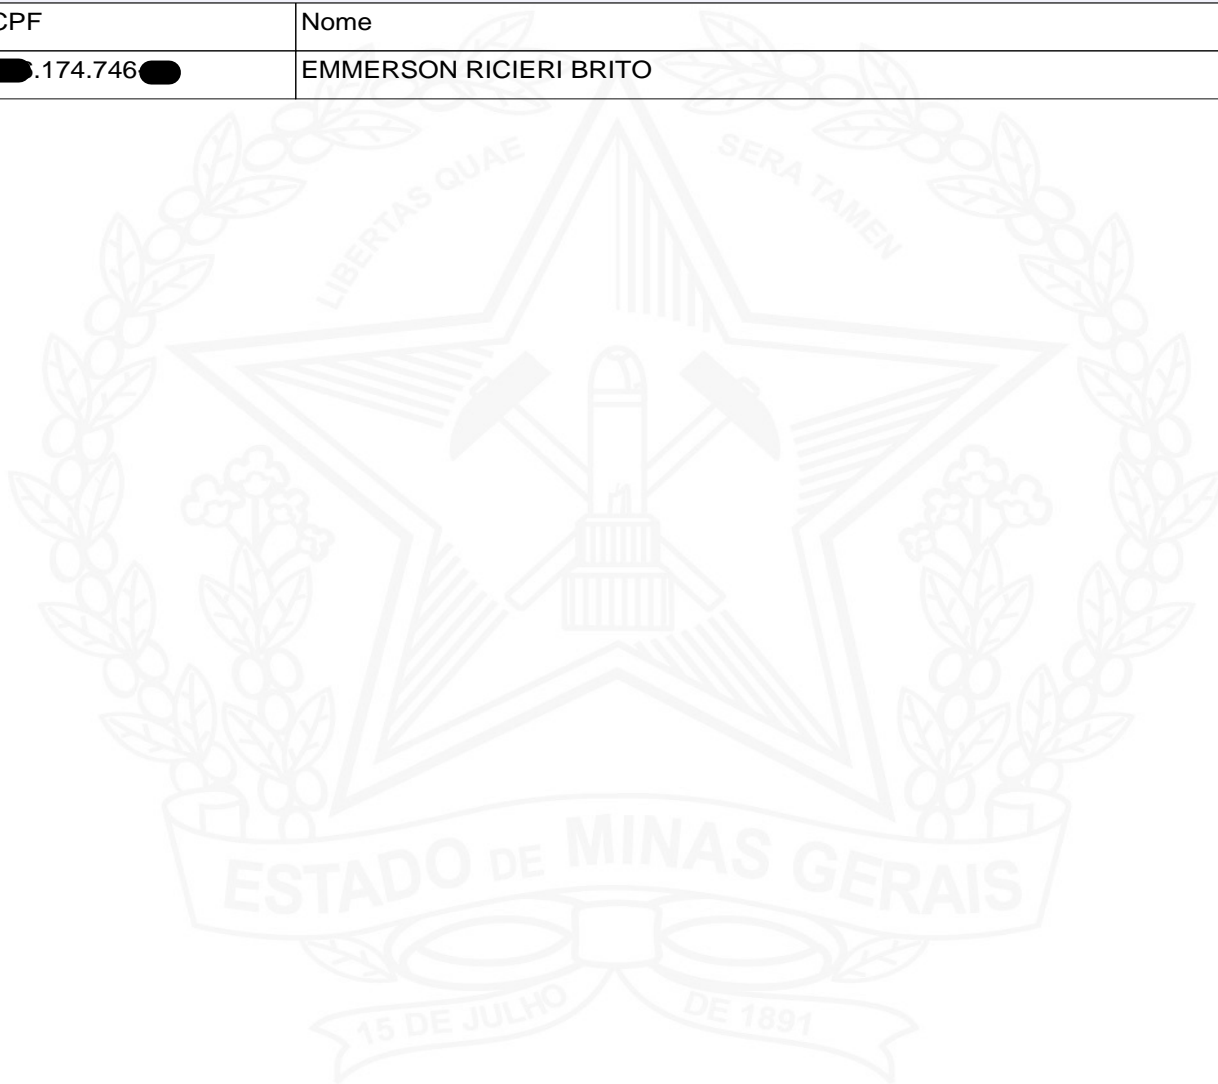 CPF Nome
.174.746- EMMERSON RICIERI BRITO
LIBERTAS QUAE SERA TAMEN
ESTADO DE MINAS GERAIS
15 DE JULHO DE 1891